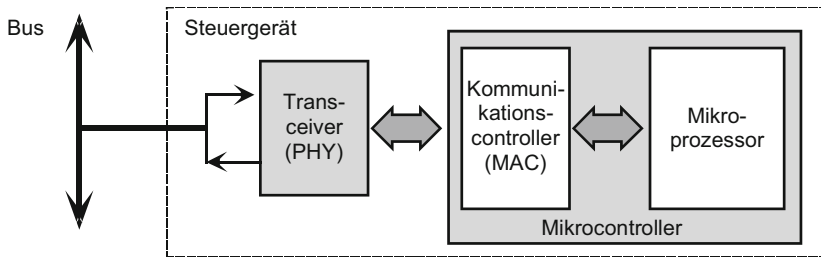 Bus
Steuergerät
Trans-
ceiver
(PHY)
Kommuni-
kations-
controller
(MAC)
Mikro-
prozessor
Mikrocontroller